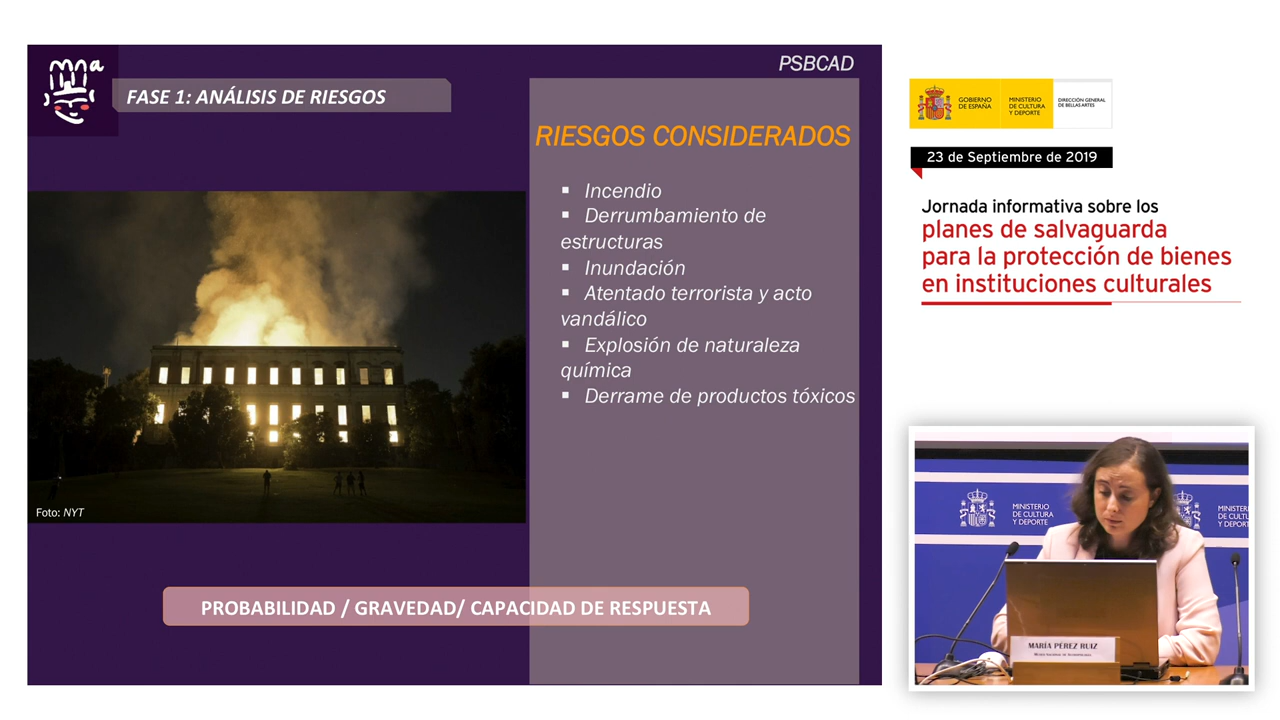 mna
PSBCAD
FASE 1: ANÁLISIS DE RIESGOS
RIESGOS CONSIDERADOS
▪ Incendio
▪ Derrumbamiento de
estructuras
▪ Inundación
▪ Atentado terrorista y acto
vandálico
▪ Explosión de naturaleza
química
▪ Derrame de productos tóxicos
Foto: NYT
PROBABILIDAD / GRAVEDAD/ CAPACIDAD DE RESPUESTA
GOBIERNO
DE ESPAÑA
MINISTERIO
DE CULTURA
Y DEPORTE
DIRECCIÓN GENERAL
DE BELLAS ARTES
23 de Septiembre de 2019
Jornada informativa sobre los
planes de salvaguarda
para la protección de bienes
en instituciones culturales
MINISTERIO
DE CULTURA
Y DEPORTE
MINISTER
DE CULTU
Y DEPORT
MARÍA PÉREZ RUIZ